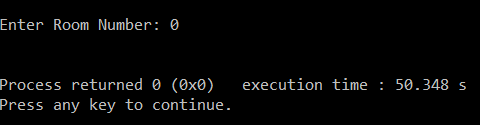 Enter Room Number: 0
Process returned 0 (0x0)   execution time : 50.348 s
Press any key to continue.